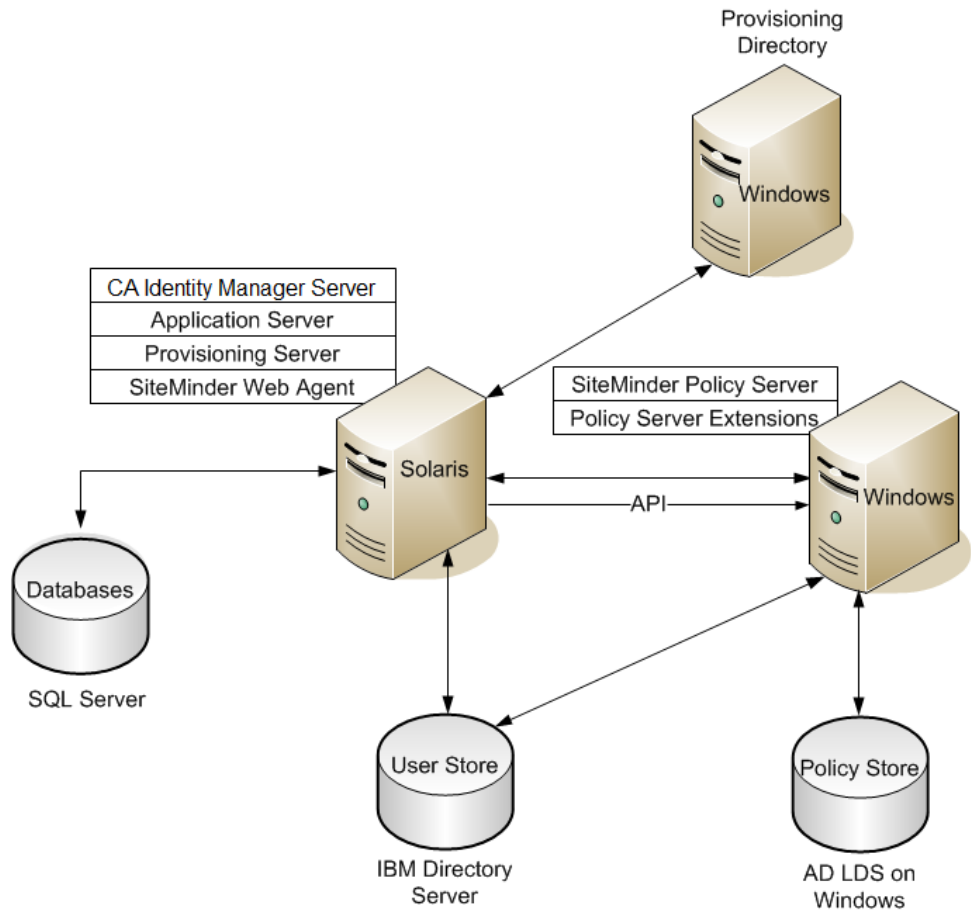 Provisioning
Directory
Windows
CA Identity Manager Server
Application Server
Provisioning Server
SiteMinder Web Agent
SiteMinder Policy Server
Policy Server Extensions
Solaris
Windows
API
Databases
SQL Server
User Store
Policy Store
IBM Directory
Server
AD LDS on
Windows